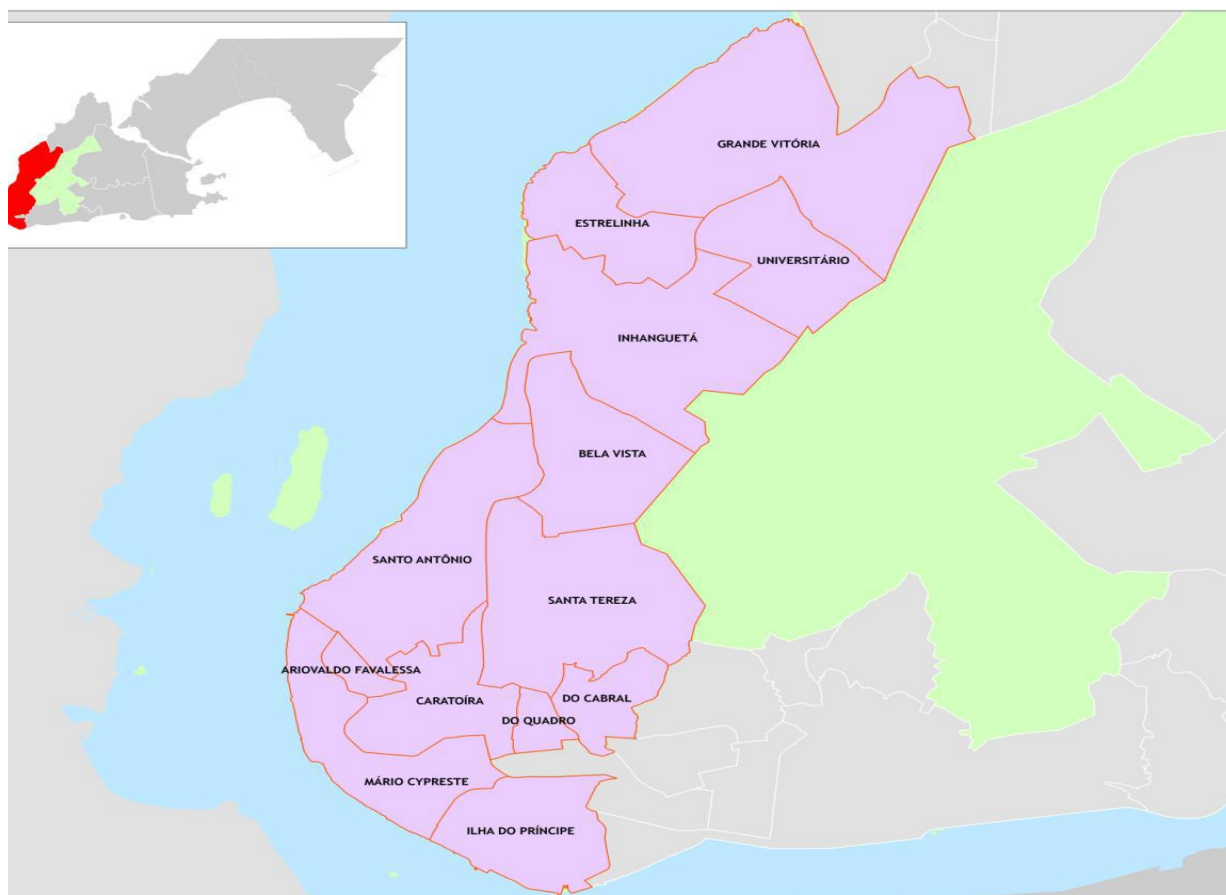 GRANDE VITÓRIA
ESTRELINHA
UNIVERSITÁRIO
INHANGUETÁ
BELA VISTA
SANTO ANTÔNIO
SANTA TEREZA
ARIOVALDO FAVALESSA
CARATOÍRA
DO CABRAL
DO QUADRO
MÁRIO CYPRESTE
ILHA DO PRÍNCIPE